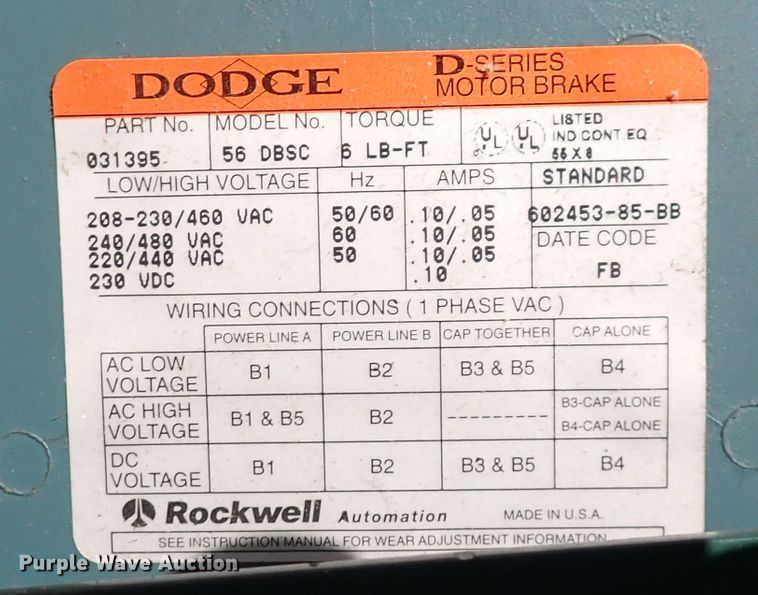 DODGE D-SERIES
MOTOR BRAKE
PART No. MODEL No. TORQUE
UL UL LISTED
IND CONT EQ
56 X 8
031395 56 DBSC 6 LB-FT
LOW/HIGH VOLTAGE Hz AMPS STANDARD
208-230/460 VAC 50/60 .10/.05 602453-85-BB
240/480 VAC 60 .10/.05 DATE CODE
220/440 VAC 50 .10/.05
230 VDC .10 FB
WIRING CONNECTIONS ( 1 PHASE VAC )
POWER LINE A POWER LINE B CAP TOGETHER CAP ALONE
AC LOW VOLTAGE B1 B2 B3 & B5 B4
AC HIGH VOLTAGE B1 & B5 B2 --------- B3-CAP ALONE
B4-CAP ALONE
DC VOLTAGE B1 B2 B3 & B5 B4
Rockwell Automation MADE IN U.S.A.
SEE INSTRUCTION MANUAL FOR WEAR ADJUSTMENT INFORMATION.
Purple Wave Auction